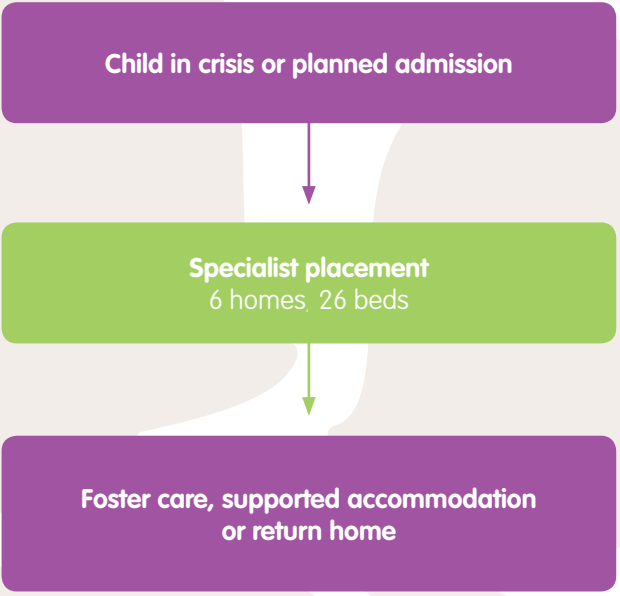 Child in crisis or planned admission
Specialist placement
6 homes, 26 beds
Foster care, supported accommodation
or return home